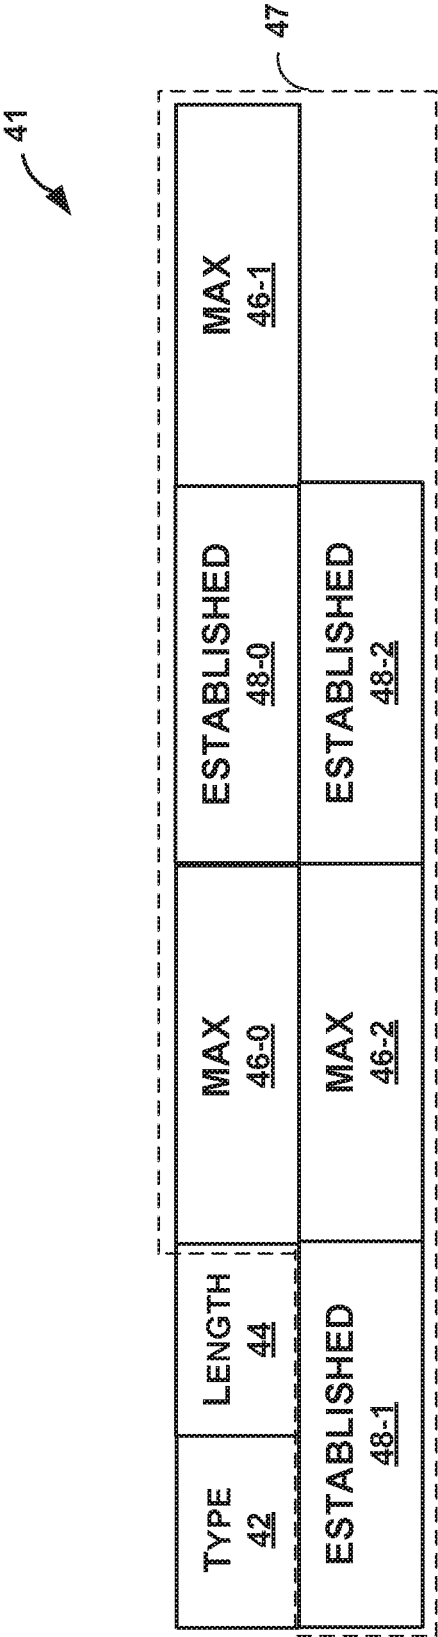 41
47
TYPE
42
LENGTH
44
MAX
46-0
ESTABLISHED
48-0
MAX
46-1
ESTABLISHED
48-1
MAX
46-2
ESTABLISHED
48-2